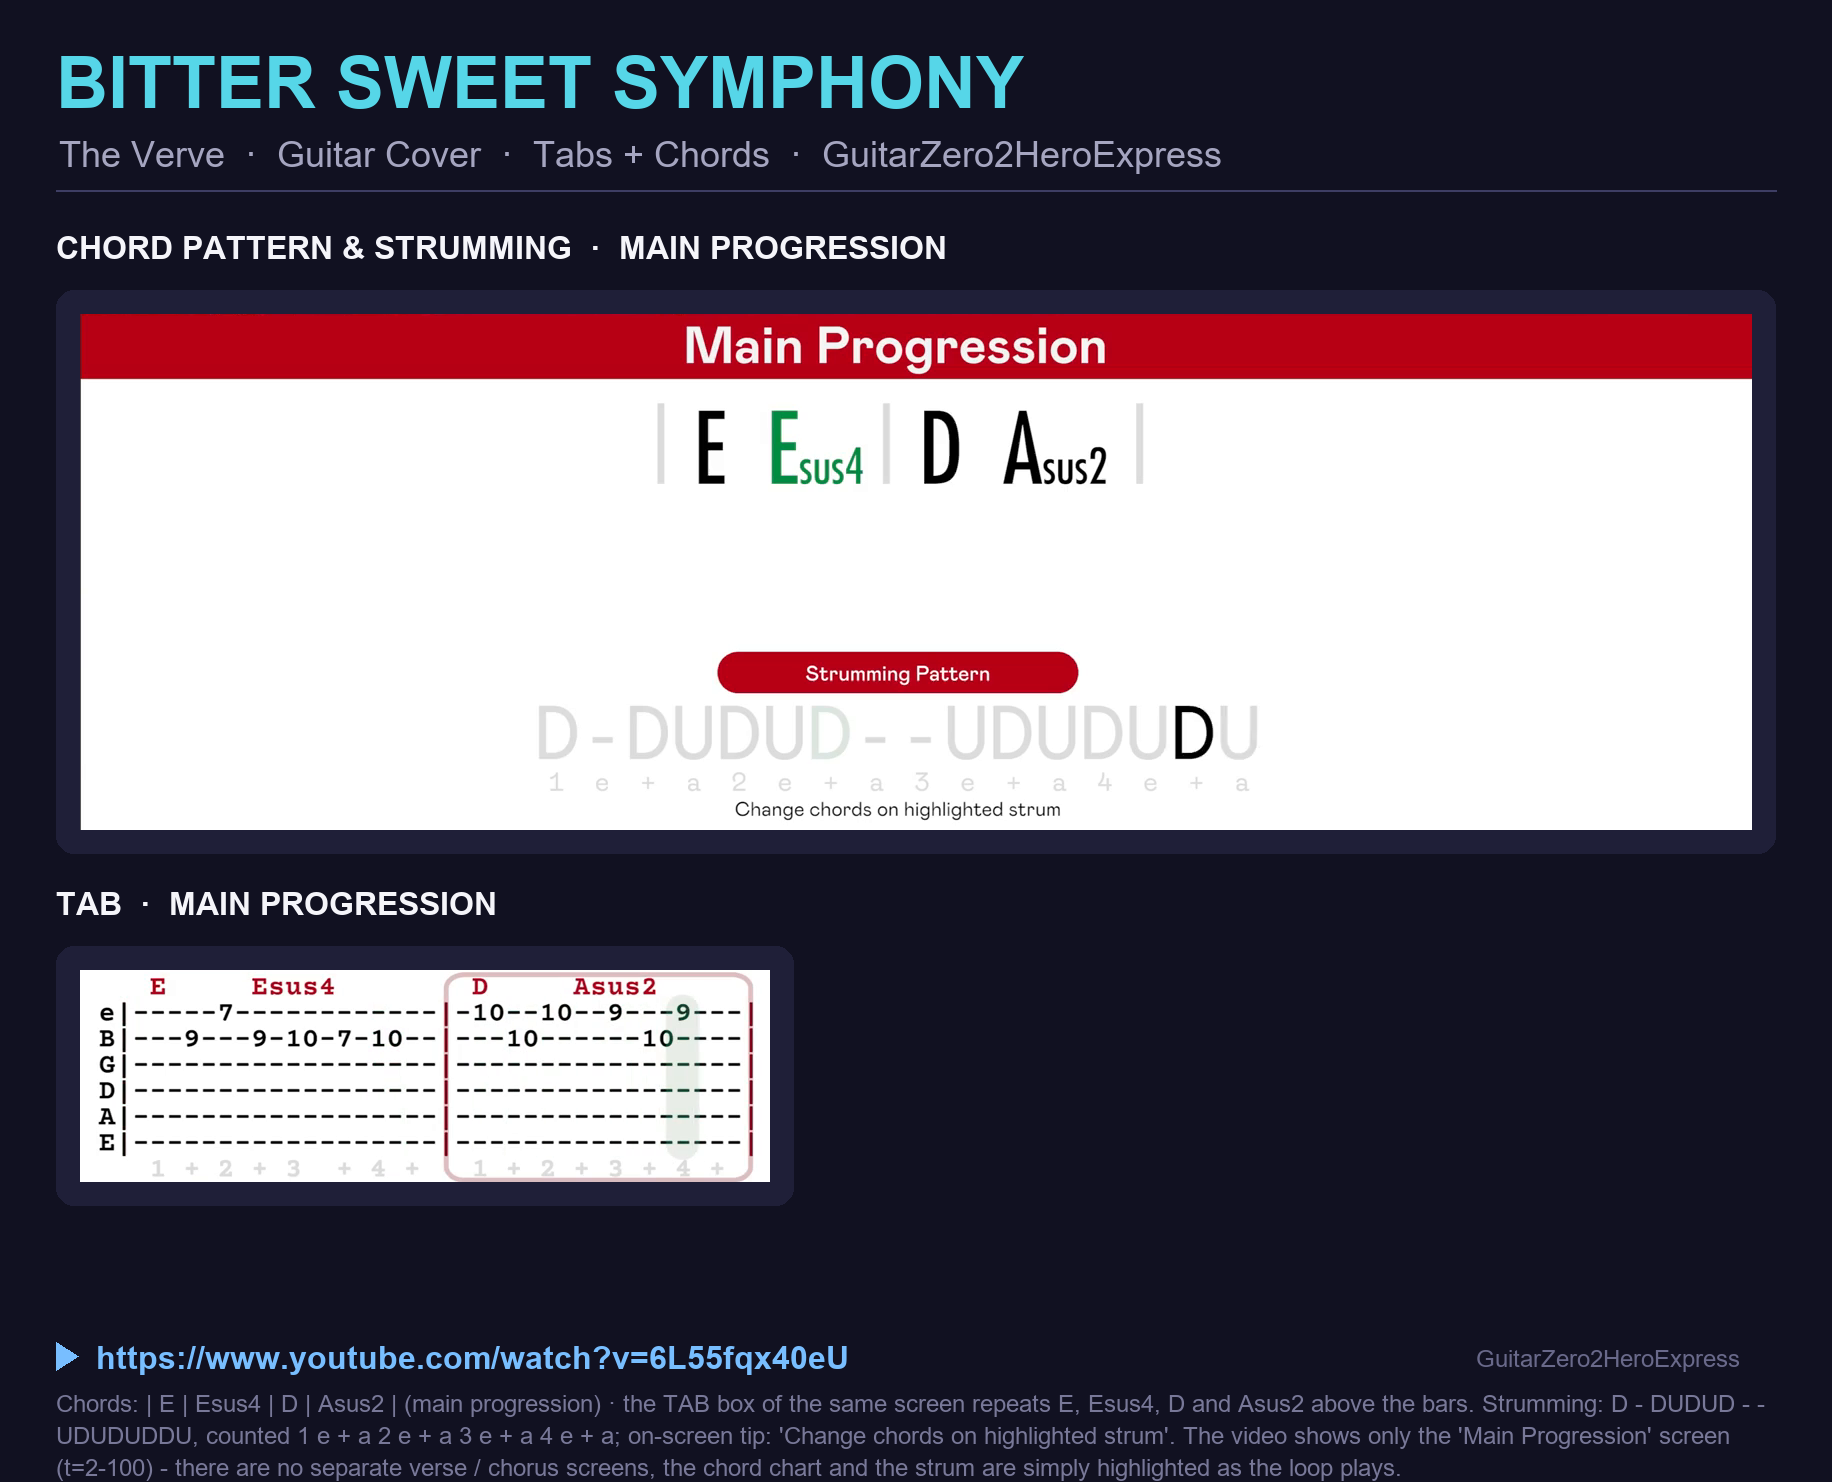 BITTER SWEET SYMPHONY
The Verve · Guitar Cover · Tabs + Chords · GuitarZero2HeroExpress
CHORD PATTERN & STRUMMING · MAIN PROGRESSION
Main Progression
| E Esus4 | D Asus2 |
Strumming Pattern
D-DUDUD--UDUDUDU
1 e + a 2 e + a 3 e + a 4 e + a
Change chords on highlighted strum
TAB · MAIN PROGRESSION
E Esus4 D Asus2
e|-----7------------|-10--10--9---9---|
B|---9---9-10-7-10--|---10------10----|
G|------------------|-----------------|
D|------------------|-----------------|
A|------------------|-----------------|
E|------------------|-----------------|
1 + 2 + 3 + 4 + 1 + 2 + 3 + 4 +
https://www.youtube.com/watch?v=6L55fqx40eU GuitarZero2HeroExpress
Chords: | E | Esus4 | D | Asus2 | (main progression) · the TAB box of the same screen repeats E, Esus4, D and Asus2 above the bars. Strumming: D - DUDUD - -
UDUDUDDU, counted 1 e + a 2 e + a 3 e + a 4 e + a; on-screen tip: 'Change chords on highlighted strum'. The video shows only the 'Main Progression' screen
(t=2-100) - there are no separate verse / chorus screens, the chord chart and the strum are simply highlighted as the loop plays.